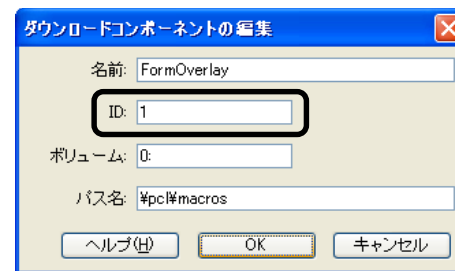 ダウンロードコンポーネントの編集
名前: FormOverlay
ID: 1
ボリューム: 0:
パス名: ¥pcl¥macros
ヘルプ(H) OK キャンセル